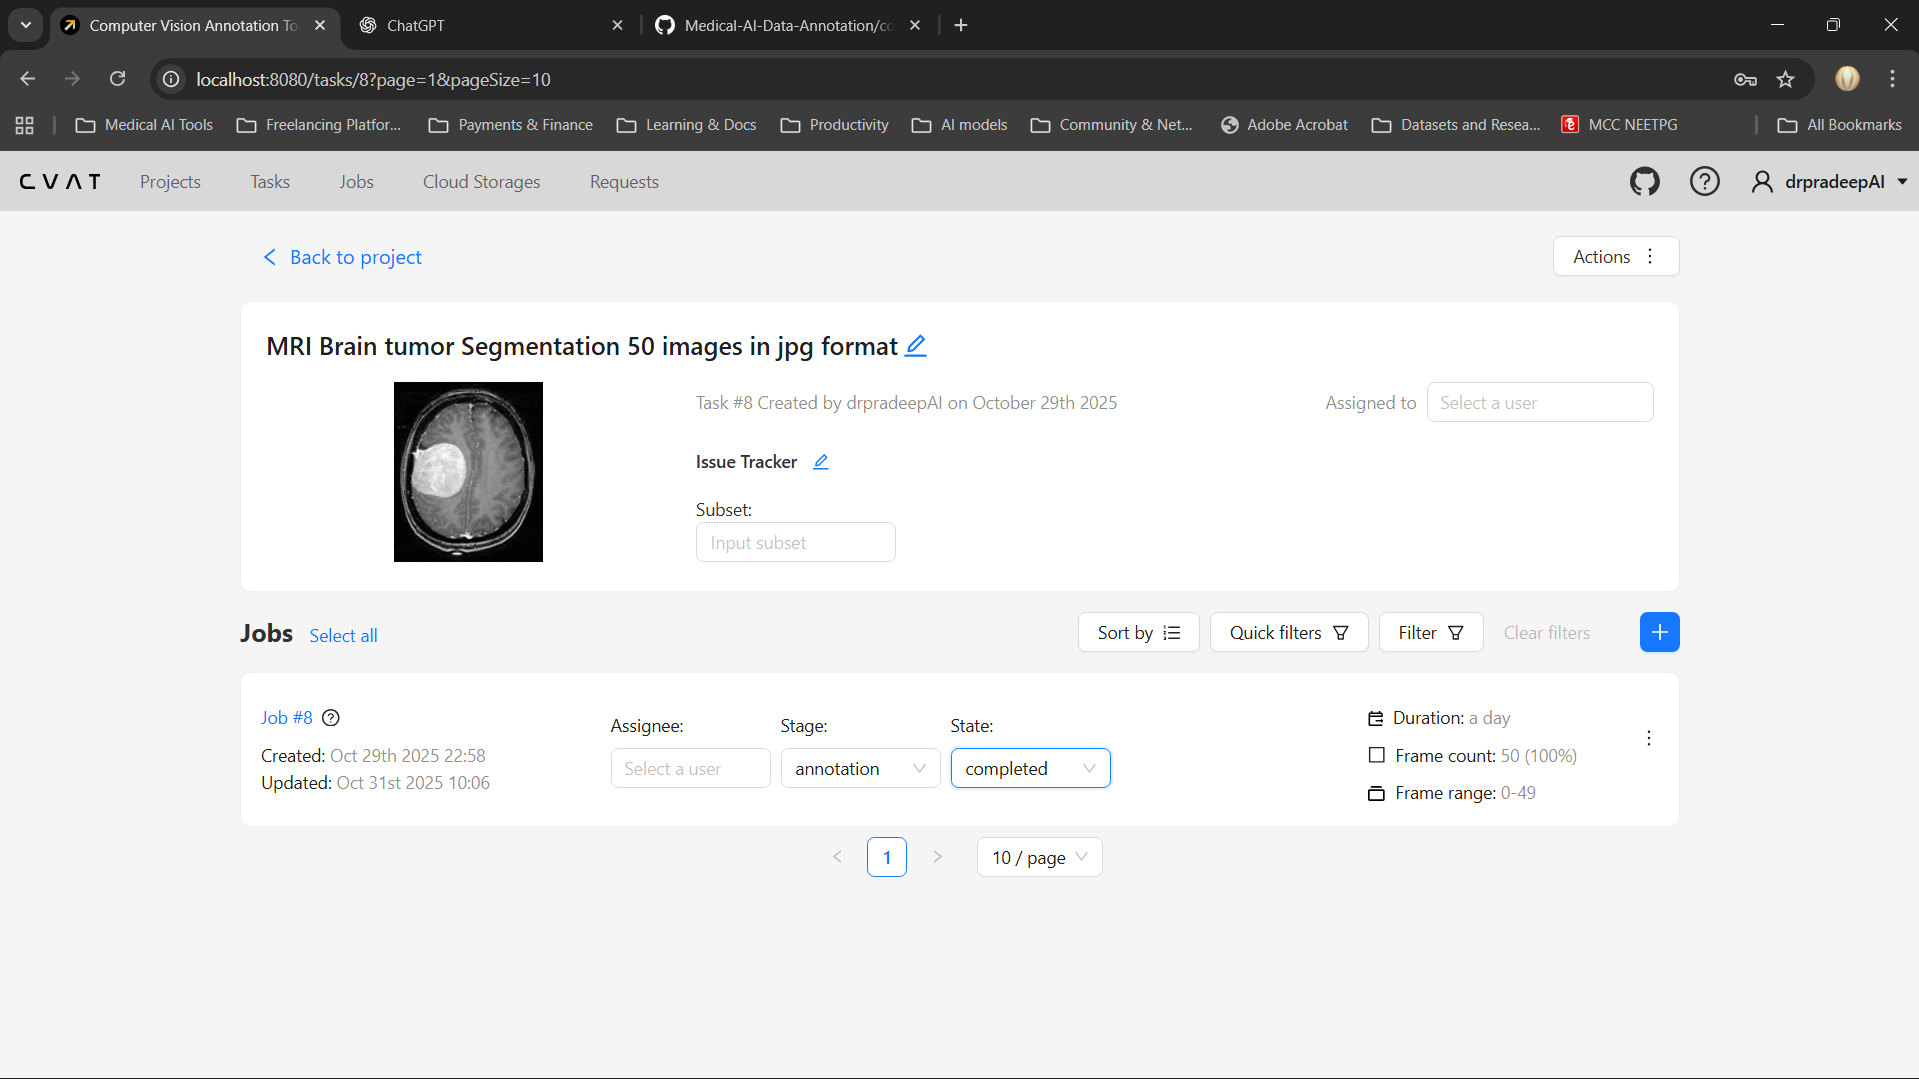 Computer Vision Annotation To
ChatGPT
Medical-AI-Data-Annotation/co
localhost:8080/tasks/8?page=1&pageSize=10
Medical AI Tools
Freelancing Platfor...
Payments & Finance
Learning & Docs
Productivity
AI models
Community & Net...
Adobe Acrobat
Datasets and Resea...
MCC NEETPG
All Bookmarks
CVAT
Projects
Tasks
Jobs
Cloud Storages
Requests
drpradeepAI
Back to project
Actions
MRI Brain tumor Segmentation 50 images in jpg format
Task #8 Created by drpradeepAI on October 29th 2025
Assigned to
Select a user
Issue Tracker
Subset:
Input subset
Jobs
Select all
Sort by
Quick filters
Filter
Clear filters
Job #8
Created: Oct 29th 2025 22:58
Updated: Oct 31st 2025 10:06
Assignee:
Select a user
Stage:
annotation
State:
completed
Duration: a day
Frame count: 50 (100%)
Frame range: 0-49
1
10 / page